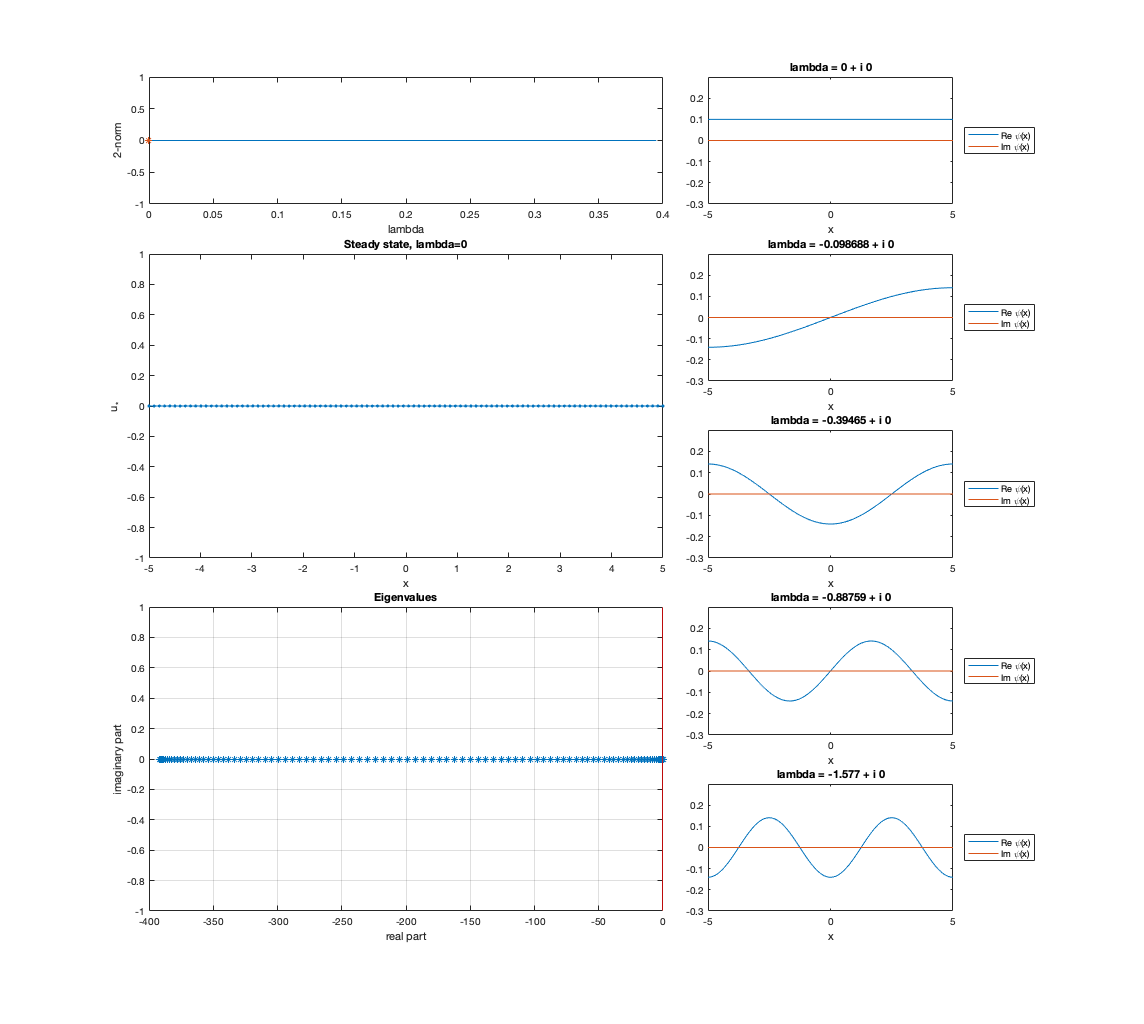 1
0.5
0
-0.5
-1
2-norm
0 0.05 0.1 0.15 0.2 0.25 0.3 0.35 0.4
lambda
Steady state, lambda=0
1
0.8
0.6
0.4
0.2
0
-0.2
-0.4
-0.6
-0.8
-1
u*
-5 -4 -3 -2 -1 0 1 2 3 4 5
x
Eigenvalues
1
0.8
0.6
0.4
0.2
0
-0.2
-0.4
-0.6
-0.8
-1
imaginary part
-400 -350 -300 -250 -200 -150 -100 -50 0
real part
lambda = 0 + i 0
0.2
0.1
0
-0.1
-0.2
-0.3
-5 0 5
x
Re ψ(x)
Im ψ(x)
lambda = -0.098688 + i 0
0.2
0.1
0
-0.1
-0.2
-0.3
-5 0 5
x
Re ψ(x)
Im ψ(x)
lambda = -0.39465 + i 0
0.2
0.1
0
-0.1
-0.2
-0.3
-5 0 5
x
Re ψ(x)
Im ψ(x)
lambda = -0.88759 + i 0
0.2
0.1
0
-0.1
-0.2
-0.3
-5 0 5
x
Re ψ(x)
Im ψ(x)
lambda = -1.577 + i 0
0.2
0.1
0
-0.1
-0.2
-0.3
-5 0 5
x
Re ψ(x)
Im ψ(x)